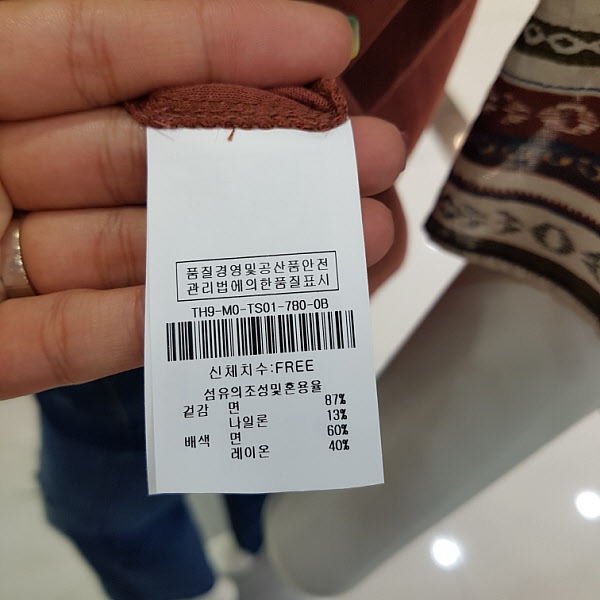 품질경영및공산품안전
관리법에의한품질표시
TH9-M0-TS01-780-0B
신체치수:FREE
섬유의조성및혼용율
겉감 면 87%
나일론 13%
배색 면 60%
레이온 40%